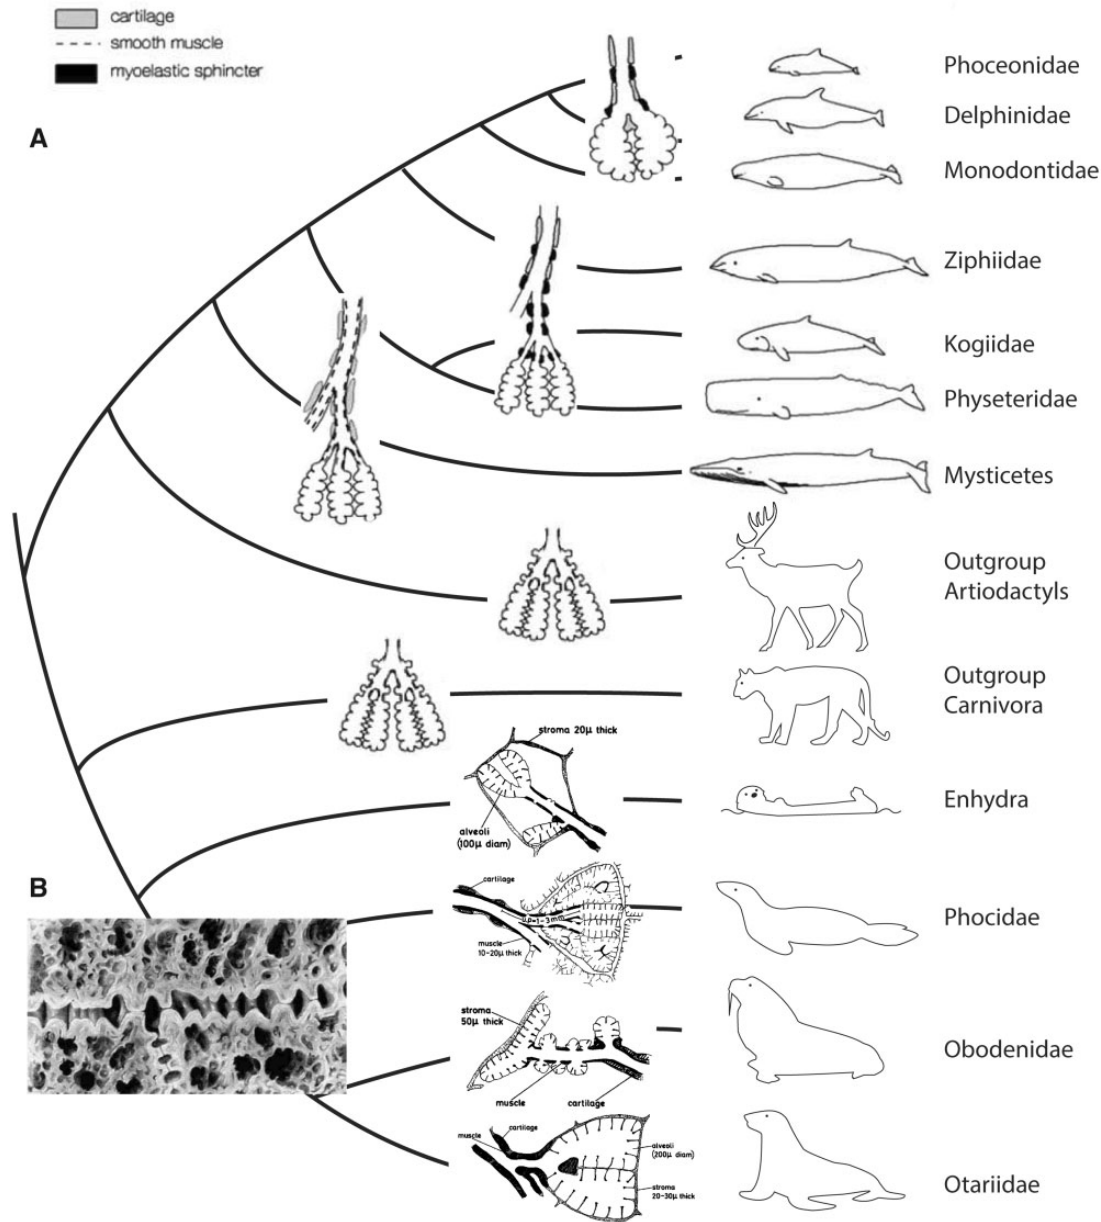 cartilage
smooth muscle
myoelastic sphincter
A
Phoceonidae
Delphinidae
Monodontidae
Ziphiidae
Kogiidae
Physeteridae
Mysticetes
Outgroup
Artiodactyls
Outgroup
Carnivora
stroma 20μ thick
alveoli
(100μ diam)
Enhydra
B
cartilage
muscle
10-20μ thick
Phocidae
stroma
50μ thick
muscle
cartilage
Obodenidae
muscle
cartilage
alveoli
(200μ diam)
stroma
20-30μ thick
Otariidae